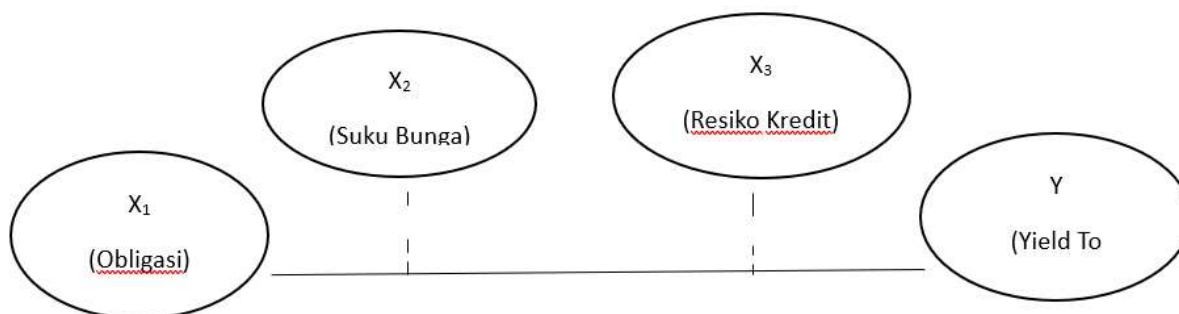 X₁
(Obligasi)
X₂
(Suku Bunga)
X₃
(Resiko Kredit)
Y
(Yield To